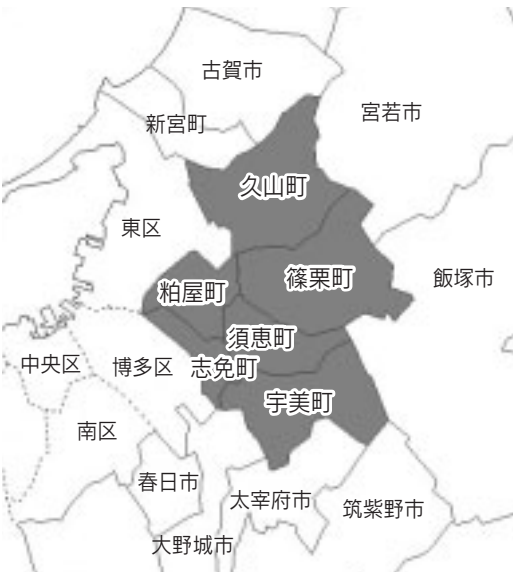 古賀市
宮若市
新宮町
久山町
東区
粕屋町
篠栗町
飯塚市
須恵町
中央区
博多区
志免町
宇美町
南区
春日市
太宰府市
筑紫野市
大野城市